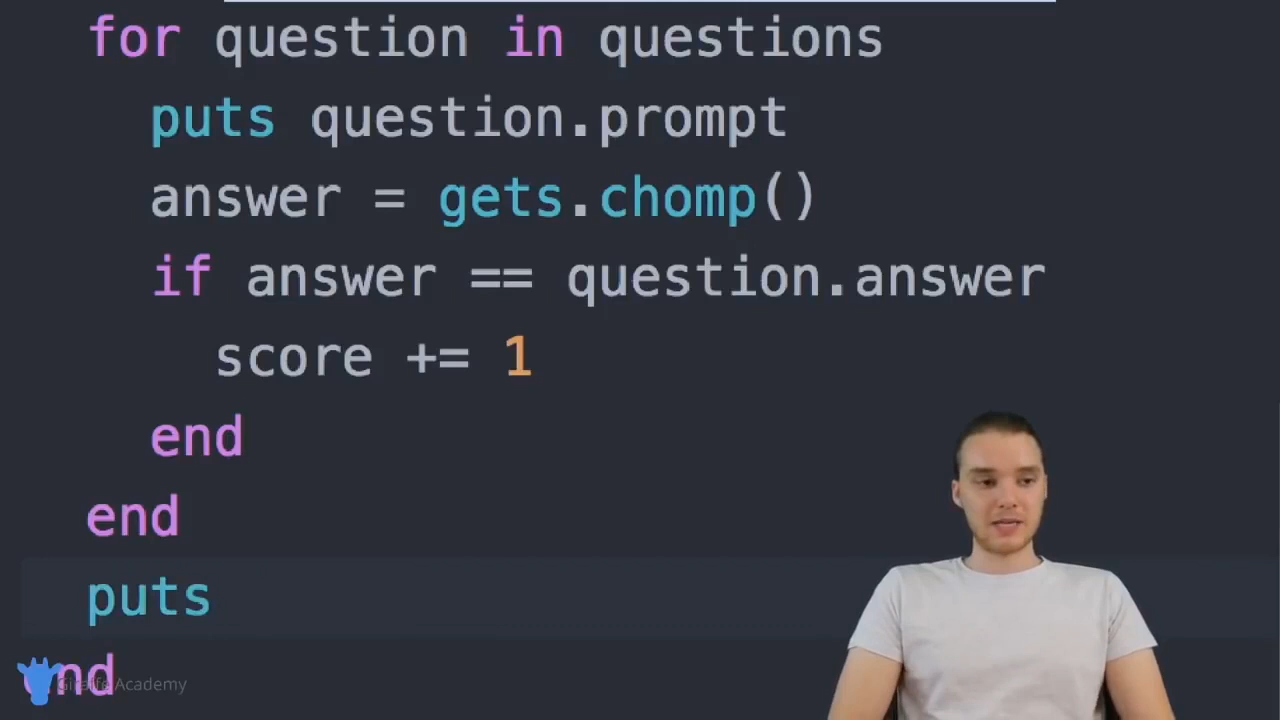 for question in questions
puts question.prompt
answer = gets.chomp()
if answer == question.answer
score += 1
end
end
puts
end
Giraffe Academy